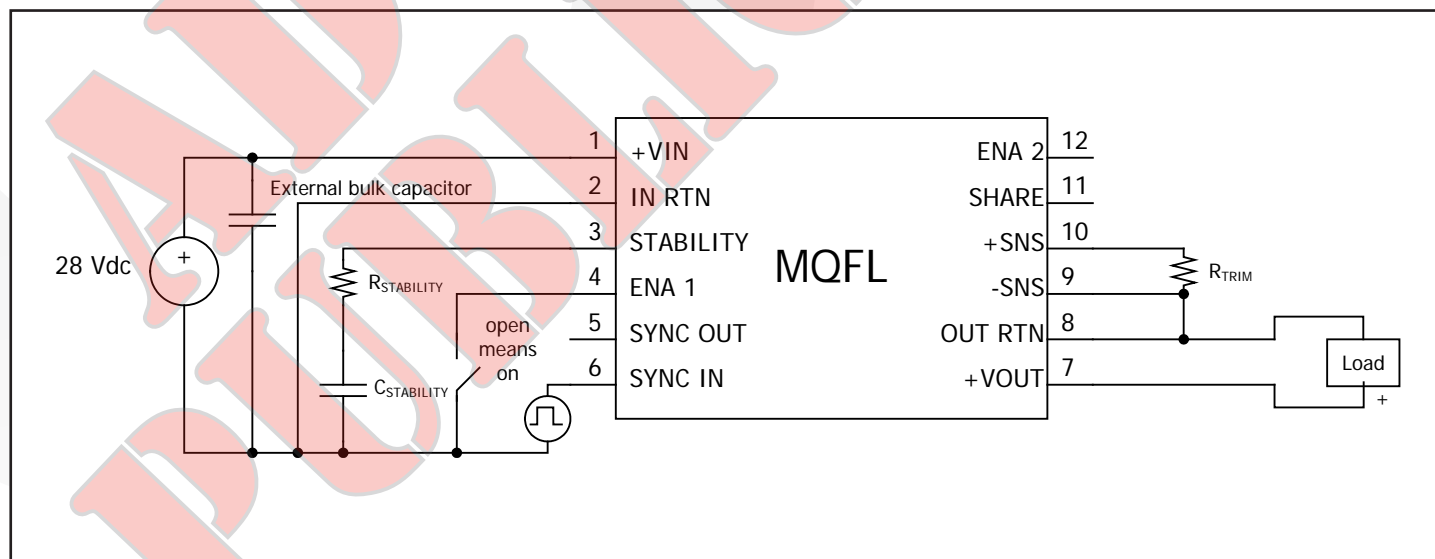 1
+VIN
External bulk capacitor
2
IN RTN
3
STABILITY
28 Vdc
+
RSTABILITY
4
ENA 1
open
means
on
5
SYNC OUT
6
SYNC IN
CSTABILITY
MQFL
ENA 2
12
SHARE
11
+SNS
10
RTRIM
-SNS
9
OUT RTN
8
+VOUT
7
Load
+